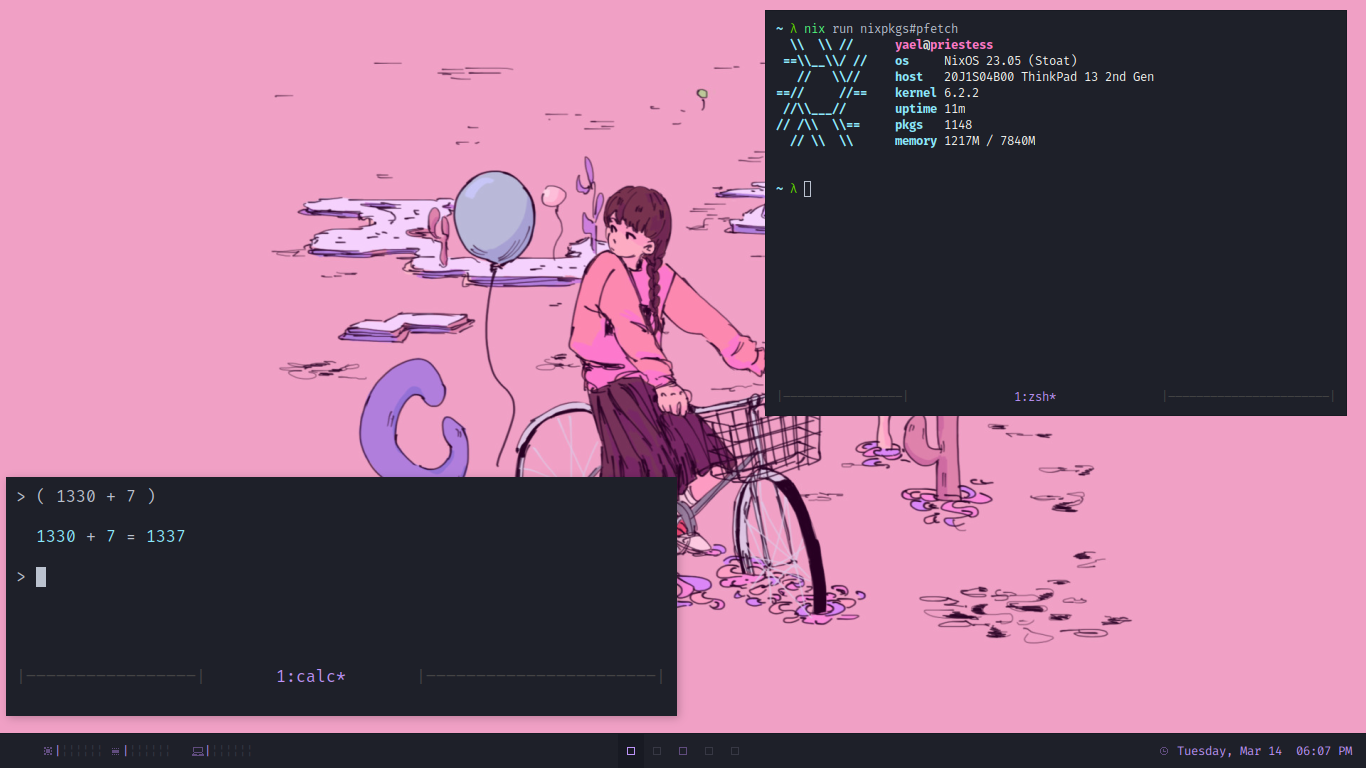 ~ λ nix run nixpkgs#pfetch
yael@priestess
os NixOS 23.05 (Stoat)
host 20J1S04B00 ThinkPad 13 2nd Gen
kernel 6.2.2
uptime 11m
pkgs 1148
memory 1217M / 7840M
~ λ
1:zsh*
> ( 1330 + 7 )
1330 + 7 = 1337
>
1:calc*
Tuesday, Mar 14 06:07 PM